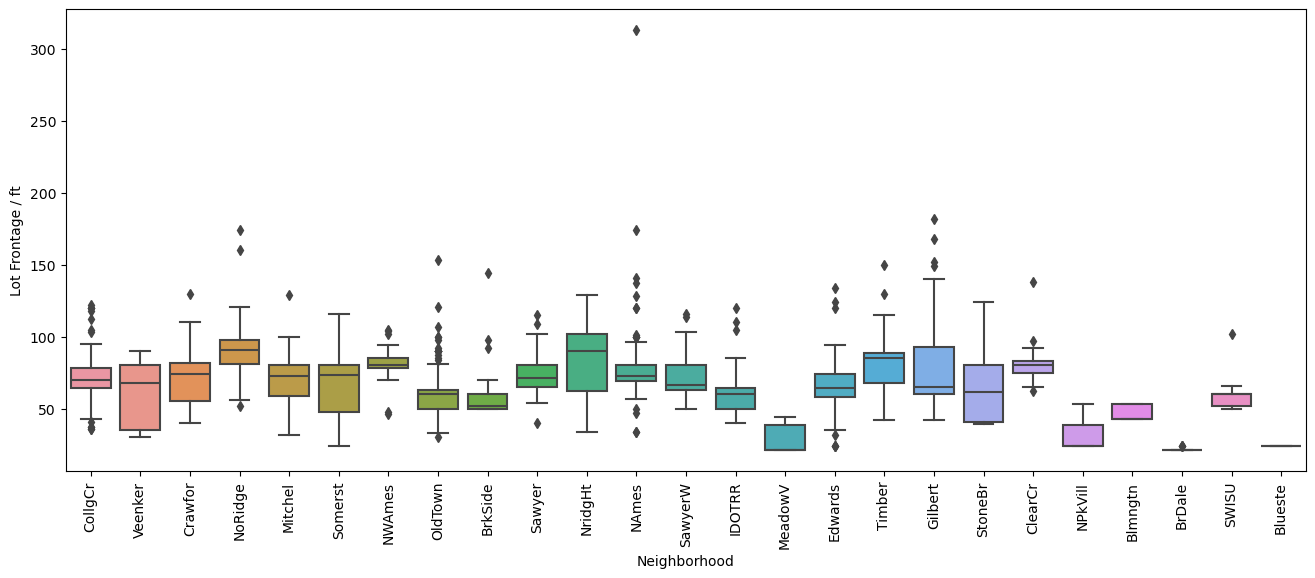 300
250
200
150
100
50
Lot Frontage / ft
CollgCr
Veenker
Crawfor
NoRidge
Mitchel
Somerst
NWAmes
OldTown
BrkSide
Sawyer
NridgHt
NAmes
SawyerW
IDOTRR
MeadowV
Edwards
Timber
Gilbert
StoneBr
ClearCr
NPkVill
Blmngtn
BrDale
SWISU
Blueste
Neighborhood